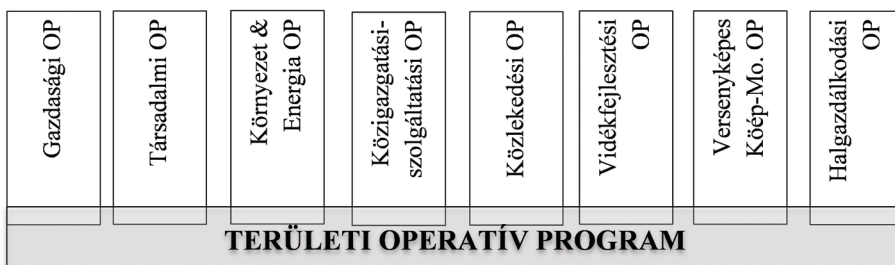 Gazdasági OP
Társadalmi OP
Környezet &
Energia OP
Közigazgatási-
szolgáltatási OP
Közlekedési OP
Vidékfejlesztési
OP
Versenyképes
Köép-Mo. OP
Halgazdálkodási
OP
TERÜLETI OPERATÍV PROGRAM